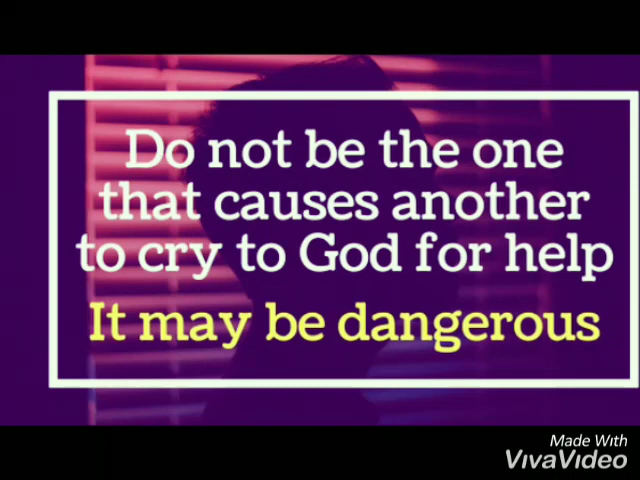 Do not be the one
that causes another
to cry to God for help
It may be dangerous
Made With
VivaVideo